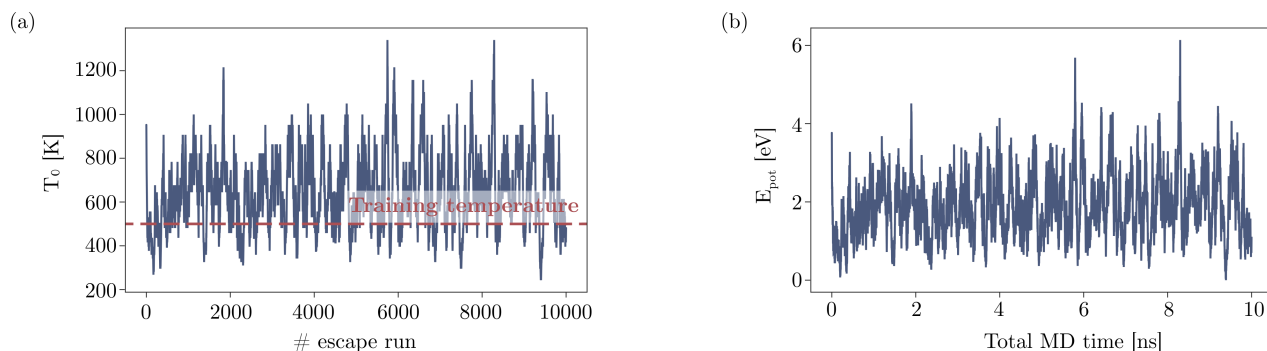 (a)
T₀ [K]
1200
1000
800
600
400
200
Training temperature
0 2000 4000 6000 8000 10000
# escape run
(b)
E_pot [eV]
6
4
2
0
0 2 4 6 8 10
Total MD time [ns]